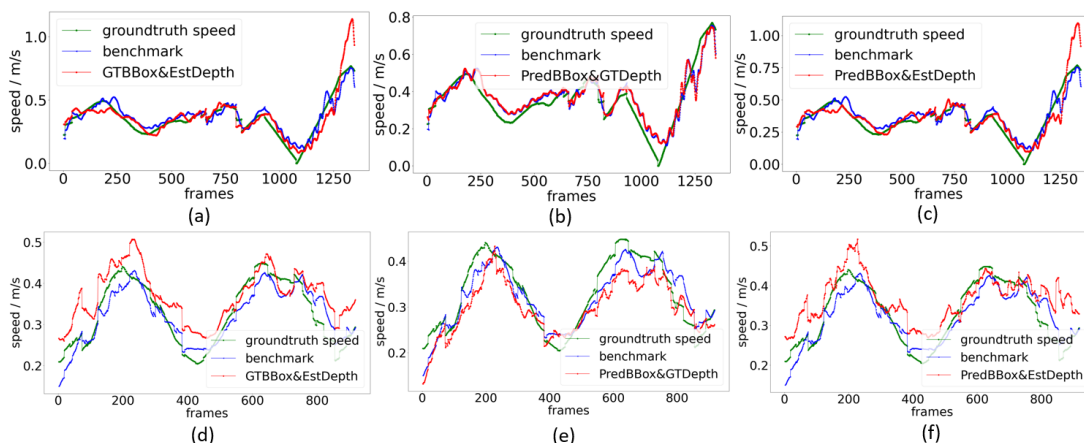 speed / m/s
1.0
0.5
0.0
groundtruth speed
benchmark
GTBBox&EstDepth
0 250 500 750 1000 1250
frames
(a)
speed / m/s
0.8
0.6
0.4
0.2
0.0
groundtruth speed
benchmark
PredBBox&GTDepth
0 250 500 750 1000 1250
frames
(b)
speed / m/s
1.00
0.75
0.50
0.25
0.00
groundtruth speed
benchmark
PredBBox&EstDepth
0 250 500 750 1000 1250
frames
(c)
speed / m/s
0.5
0.4
0.3
0.2
groundtruth speed
benchmark
GTBBox&EstDepth
0 200 400 600 800
frames
(d)
speed / m/s
0.4
0.3
0.2
groundtruth speed
benchmark
PredBBox&GTDepth
0 200 400 600 800
frames
(e)
speed / m/s
0.5
0.4
0.3
0.2
groundtruth speed
benchmark
PredBBox&EstDepth
0 200 400 600 800
frames
(f)